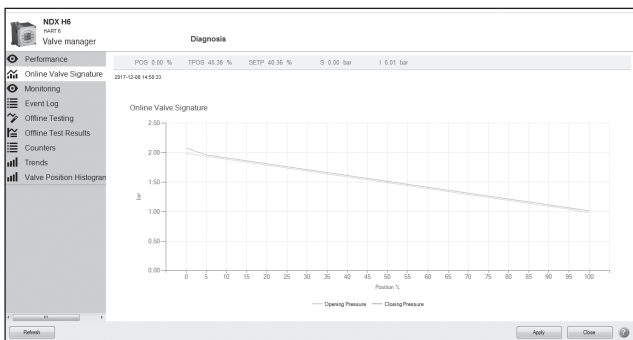 NDX H6
HART 6
Valve manager
Diagnosis
Performance
Online Valve Signature
Monitoring
Event Log
Offline Testing
Offline Test Results
Counters
Trends
Valve Position Histogran
POS 0.00 % TPOS 40.36 % SETP 40.36 % S 0.00 bar I 0.01 bar
2017-12-08 14:50:33
Online Valve Signature
2.50
2.00
1.50
1.00
0.50
0.00
bar
0 5 10 15 20 25 30 35 40 45 50 55 60 65 70 75 80 85 90 95 100
Position %
Opening Pressure Closing Pressure
Refresh Apply Close ?